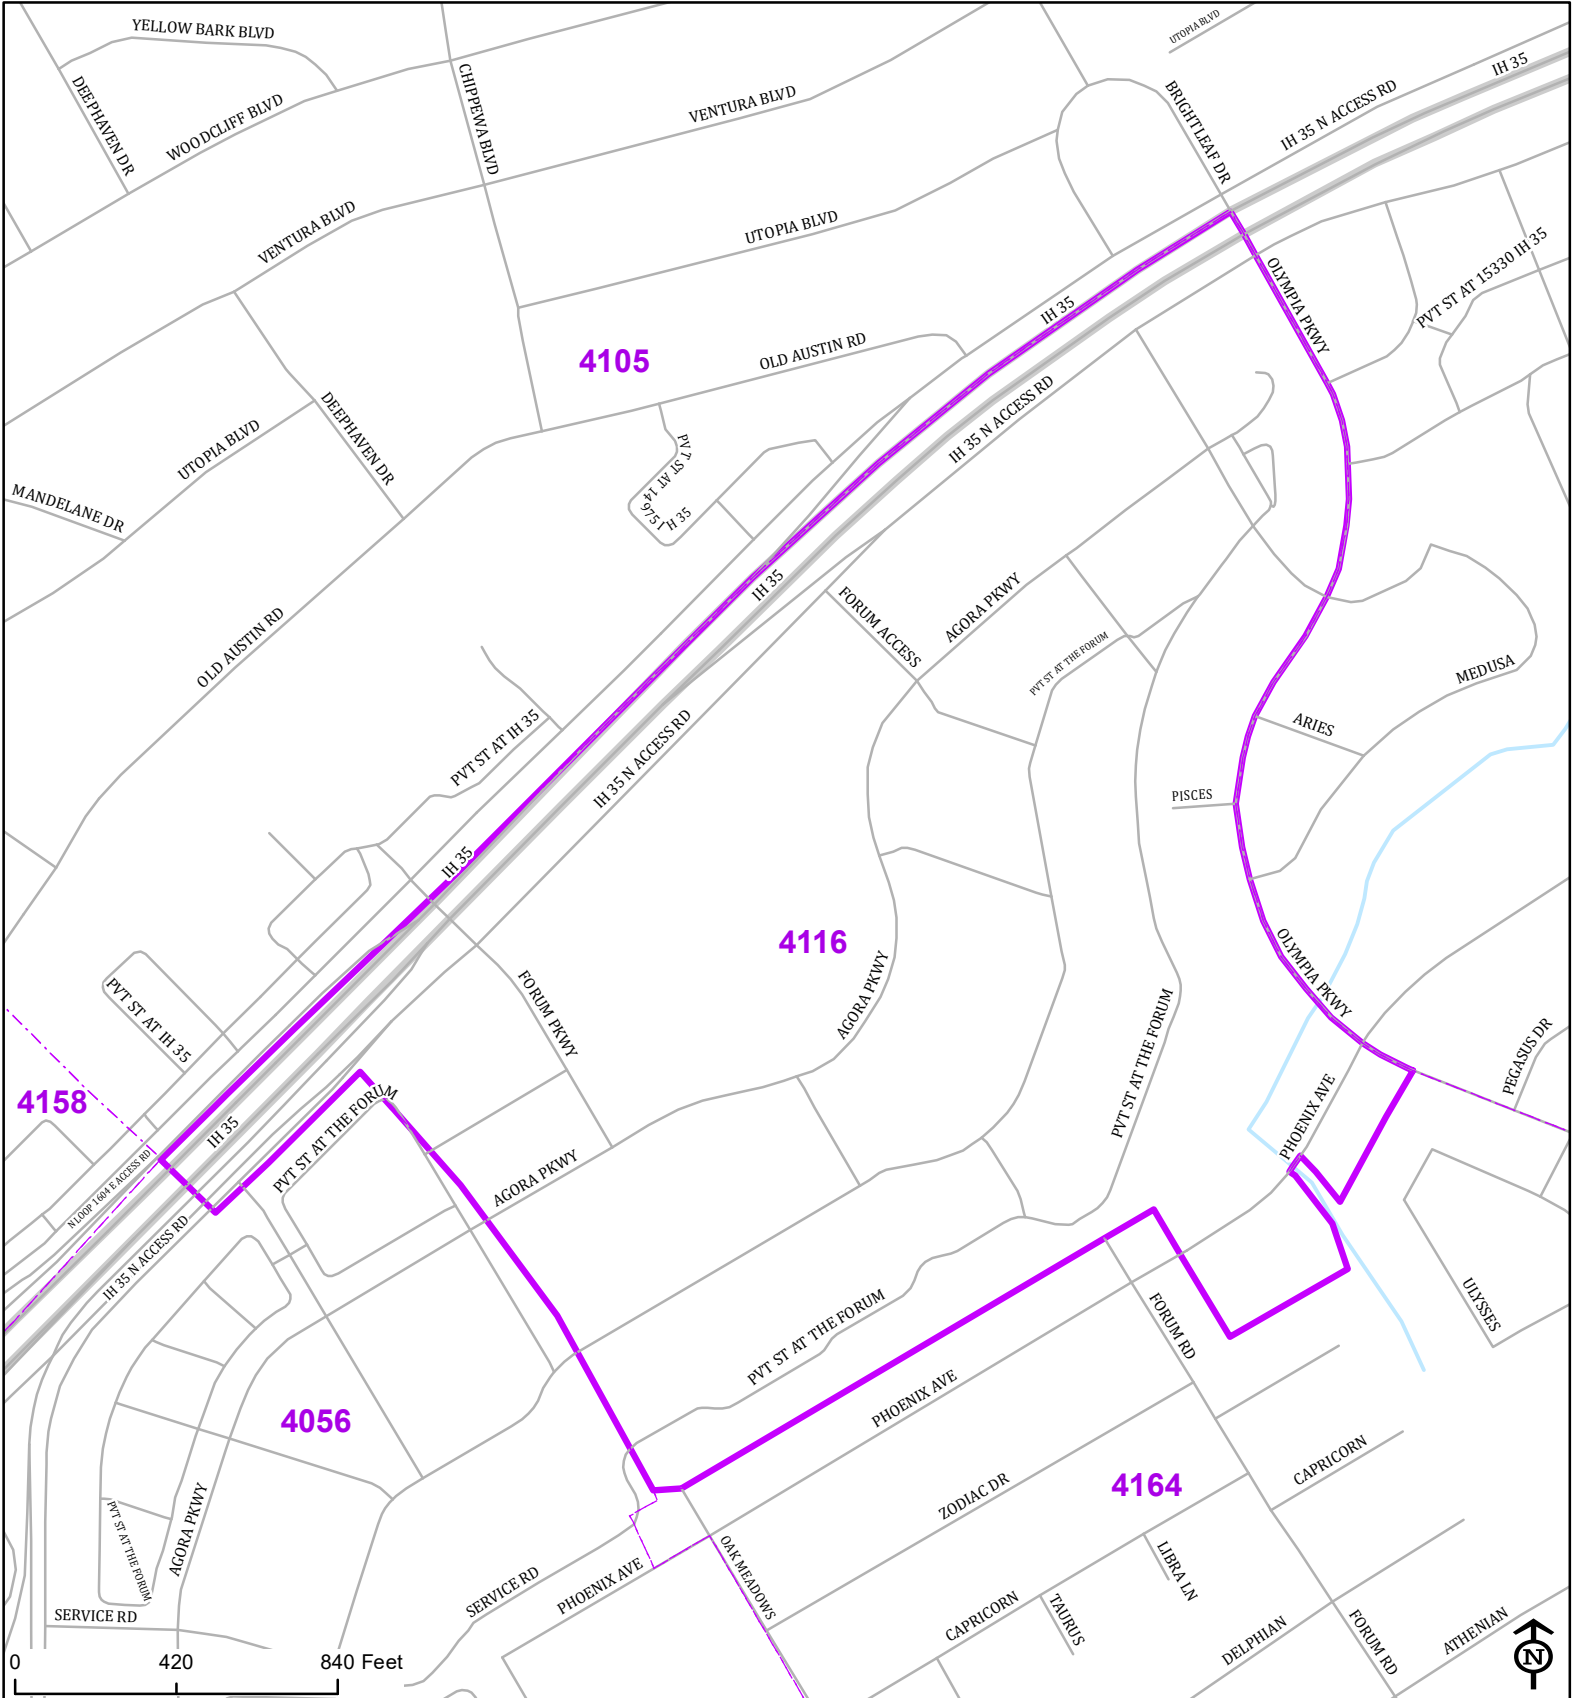 YELLOW BARK BLVD
UTOPIA BLVD
IH 35
DEEPHAVEN DR
CHIPPEWA BLVD
WOODCLIFF BLVD
VENTURA BLVD
BRIGHTLEAF DR
IH 35 N ACCESS RD
VENTURA BLVD
UTOPIA BLVD
OLYMPIA PKWY
PVT ST AT 15330 IH 35
IH 35
4105
OLD AUSTIN RD
DEEPHAVEN DR
IH 35 N ACCESS RD
UTOPIA BLVD
PVT ST AT 14975 IH 35
MANDELANE DR
IH 35
FORUM ACCESS
AGORA PKWY
OLD AUSTIN RD
PVT ST AT THE FORUM
MEDUSA
ARIES
PVT ST AT IH 35
IH 35 N ACCESS RD
PISCES
IH 35
4116
OLYMPIA PKWY
FORUM PKWY
AGORA PKWY
PVT ST AT IH 35
PVT ST AT THE FORUM
PEGASUS DR
4158
IH 35
PVT ST AT THE FORUM
PHOENIX AVE
N LOOP 1604 E ACCESS RD
AGORA PKWY
IH 35 N ACCESS RD
PVT ST AT THE FORUM
FORUM RD
ULYSSES
PHOENIX AVE
4056
4164
CAPRICORN
ZODIAC DR
PVT ST AT THE FORUM
AGORA PKWY
OAK MEADOWS
LIBRA LN
SERVICE RD
PHOENIX AVE
SERVICE RD
CAPRICORN
TAURUS
DELPHIAN
FORUM RD
ATHENIAN
0 420 840 Feet
N